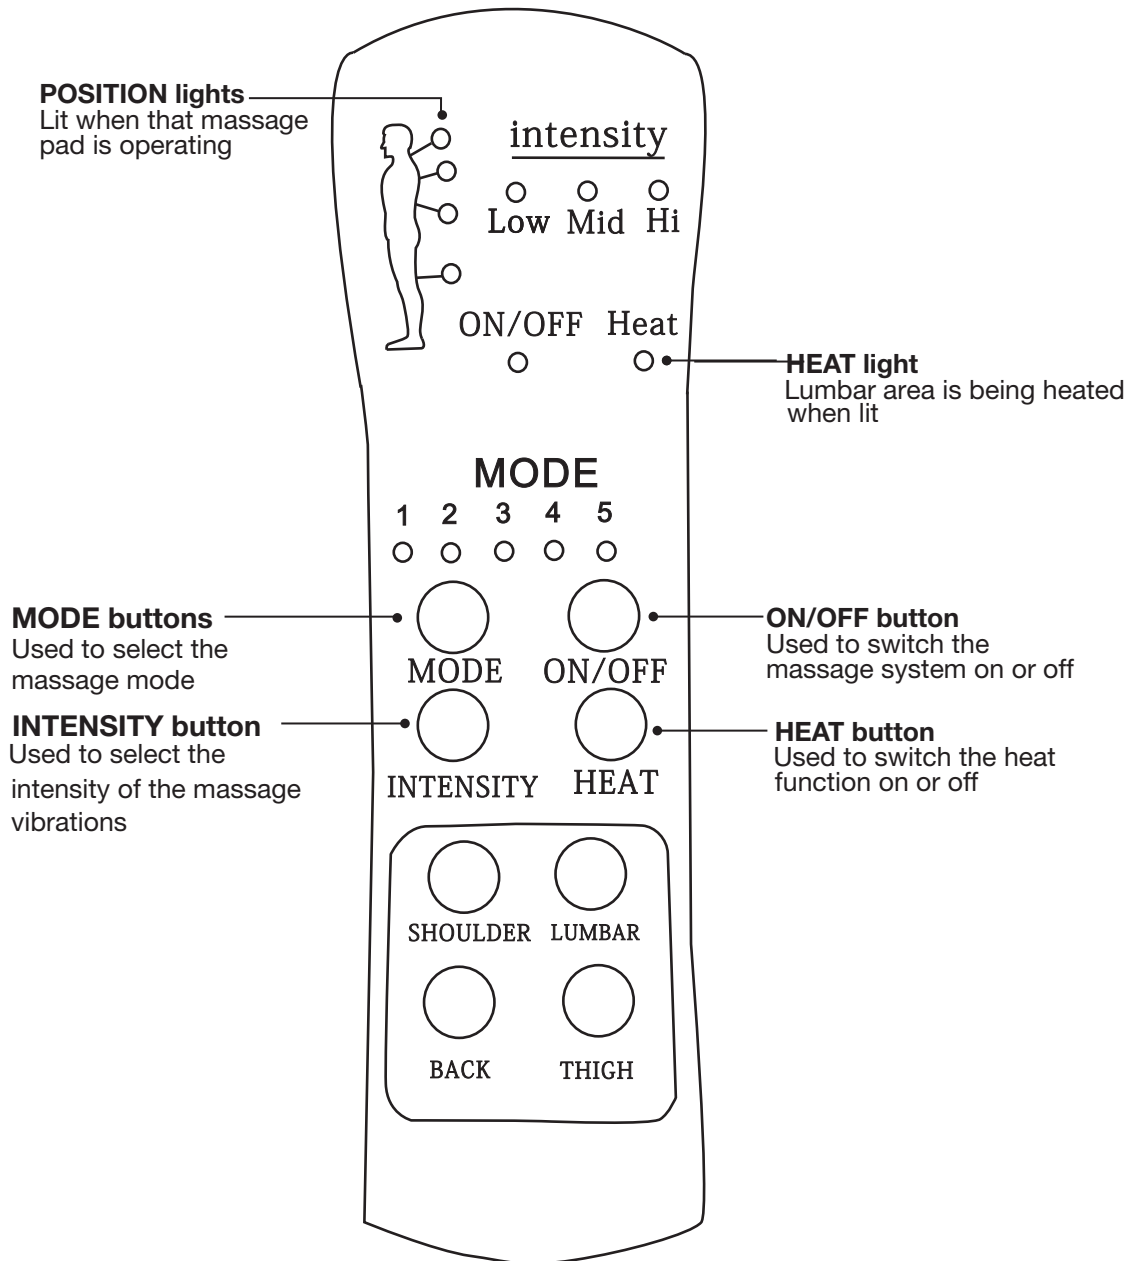 POSITION lights
Lit when that massage
pad is operating
intensity
Low Mid Hi
ON/OFF Heat
HEAT light
Lumbar area is being heated
when lit
MODE
1 2 3 4 5
MODE buttons
Used to select the
massage mode
ON/OFF button
Used to switch the
massage system on or off
MODE ON/OFF
INTENSITY button
Used to select the
intensity of the massage
vibrations
HEAT button
Used to switch the heat
function on or off
INTENSITY HEAT
SHOULDER LUMBAR
BACK THIGH